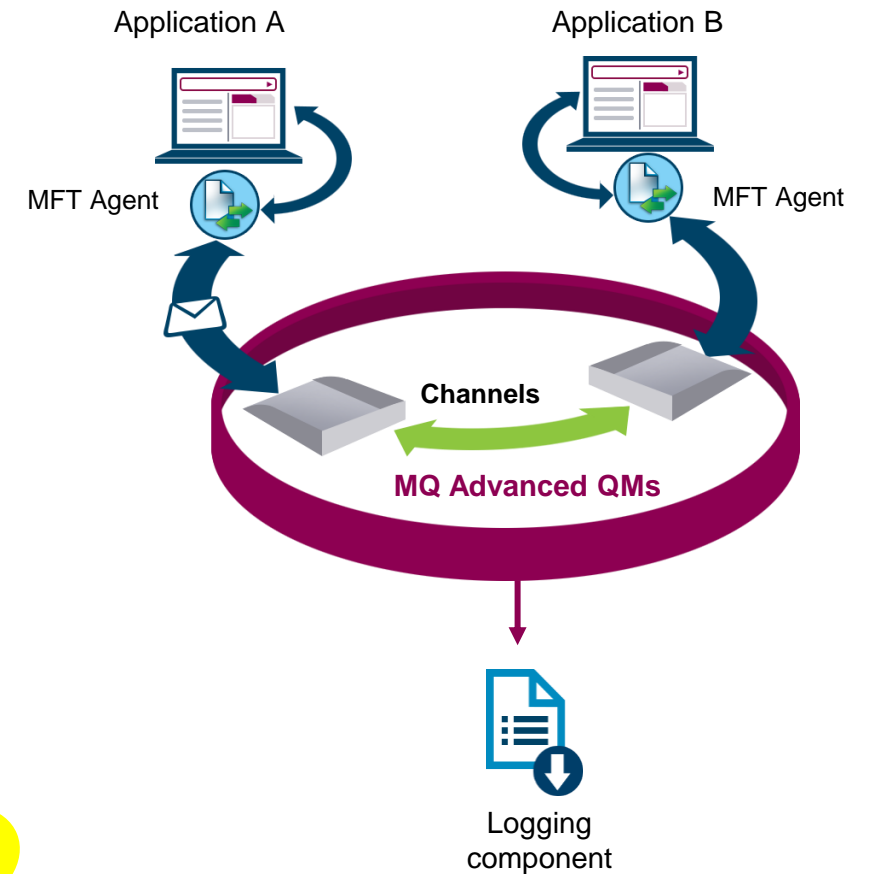 Application A
Application B
MFT Agent
MFT Agent
Channels
MQ Advanced QMs
Logging
component